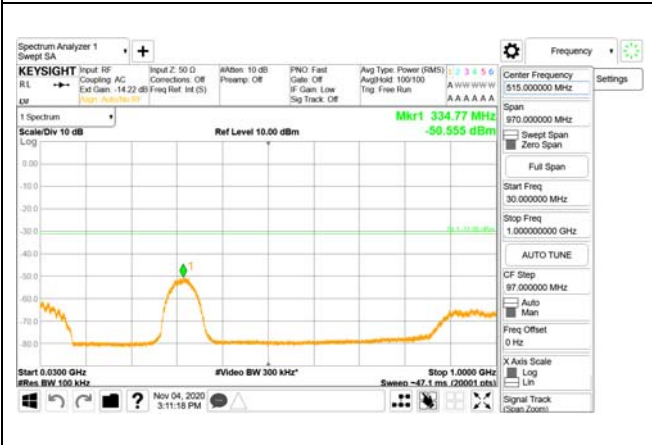 Spectrum Analyzer 1
Swept SA
+
Frequency
KEYSIGHT
RL
Input: RF
Coupling: AC
Ext Gain: -14.22 dB
Align: Auto/No RF
Input Z: 50 Ω
Corrections: Off
Freq Ref: Int (S)
#Atten: 10 dB
Preamp: Off
PNO: Fast
Gate: Off
IF Gain: Low
Sig Track: Off
Avg Type: Power (RMS)
Avg|Hold: 100/100
Trig: Free Run
1 2 3 4 5 6
A W W W W W
A A A A A A
1 Spectrum
Scale/Div 10 dB
Log
Ref Level 10.00 dBm
Mkr1 334.77 MHz
-50.555 dBm
0.00
-10.0
-20.0
-30.0
-40.0
-50.0
-60.0
-70.0
-80.0
1
Start 0.0300 GHz
#Res BW 100 kHz
#Video BW 300 kHz*
Stop 1.0000 GHz
Sweep ~47.1 ms (20001 pts)
?
Nov 04, 2020
3:11:18 PM
Center Frequency
515.000000 MHz
Settings
Span
970.000000 MHz
Swept Span
Zero Span
Full Span
Start Freq
30.000000 MHz
Stop Freq
1.000000000 GHz
AUTO TUNE
CF Step
97.000000 MHz
Auto
Man
Freq Offset
0 Hz
X Axis Scale
Log
Lin
Signal Track
(Span Zoom)